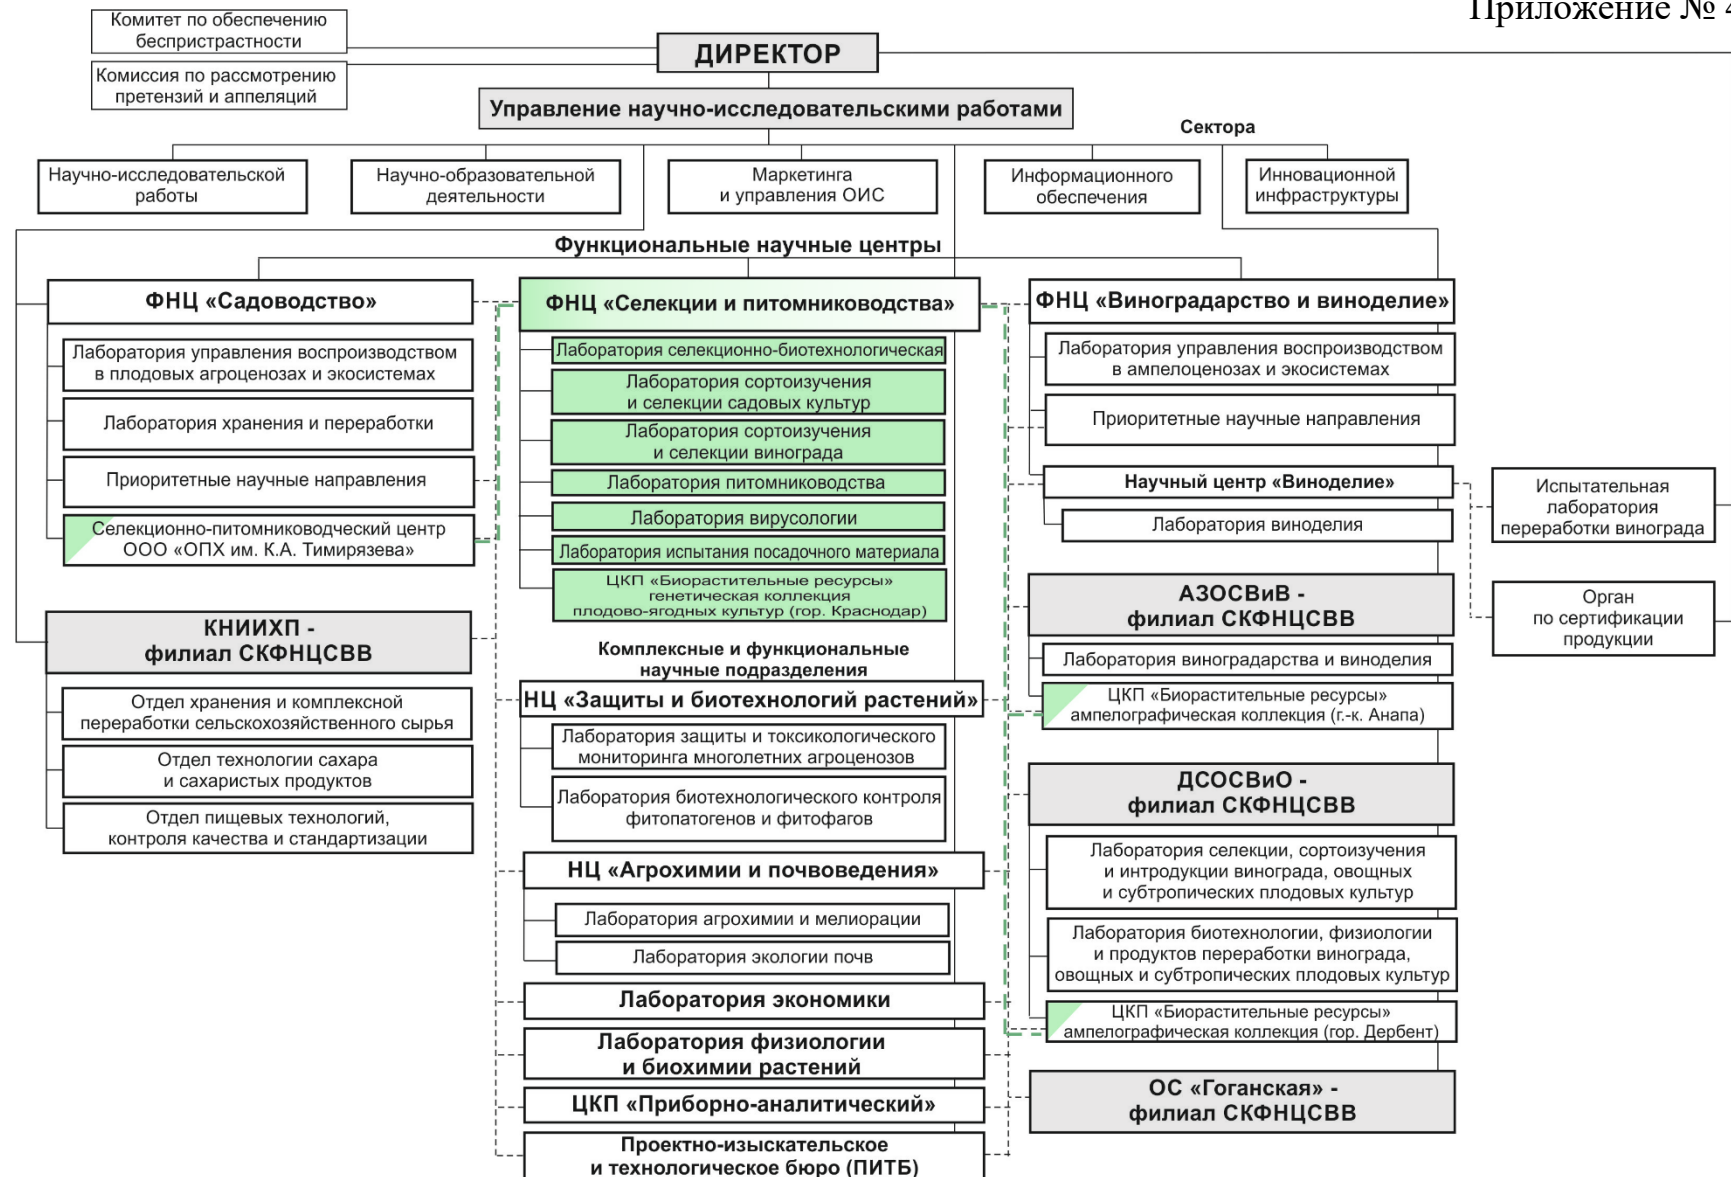 Приложение № 4
Комитет по обеспечению
беспристрастности
Комиссия по рассмотрению
претензий и аппеляций
ДИРЕКТОР
Управление научно-исследовательскими работами
Сектора
Научно-исследовательской
работы
Научно-образовательной
деятельности
Маркетинга
и управления ОИС
Информационного
обеспечения
Инновационной
инфраструктуры
Функциональные научные центры
ФНЦ «Садоводство»
Лаборатория управления воспроизводством
в плодовых агроценозах и экосистемах
Лаборатория хранения и переработки
Приоритетные научные направления
Селекционно-питомниководческий центр
ООО «ОПХ им. К.А. Тимирязева»
КНИИХП -
филиал СКФНЦСВВ
Отдел хранения и комплексной
переработки сельскохозяйственного сырья
Отдел технологии сахара
и сахаристых продуктов
Отдел пищевых технологий,
контроля качества и стандартизации
ФНЦ «Селекции и питомниководства»
Лаборатория селекционно-биотехнологическая
Лаборатория сортоизучения
и селекции садовых культур
Лаборатория сортоизучения
и селекции винограда
Лаборатория питомниководства
Лаборатория вирусологии
Лаборатория испытания посадочного материала
ЦКП «Биорастительные ресурсы»
генетическая коллекция
плодово-ягодных культур (гор. Краснодар)
Комплексные и функциональные
научные подразделения
НЦ «Защиты и биотехнологий растений»
Лаборатория защиты и токсикологического
мониторинга многолетних агроценозов
Лаборатория биотехнологического контроля
фитопатогенов и фитофагов
НЦ «Агрохимии и почвоведения»
Лаборатория агрохимии и мелиорации
Лаборатория экологии почв
Лаборатория экономики
Лаборатория физиологии
и биохимии растений
ЦКП «Приборно-аналитический»
Проектно-изыскательское
и технологическое бюро (ПИТБ)
ФНЦ «Виноградарство и виноделие»
Лаборатория управления воспроизводством
в ампелоценозах и экосистемах
Приоритетные научные направления
Научный центр «Виноделие»
Лаборатория виноделия
АЗОСВиВ -
филиал СКФНЦСВВ
Лаборатория виноградарства и виноделия
ЦКП «Биорастительные ресурсы»
ампелографическая коллекция (г.-к. Анапа)
ДСОСВиО -
филиал СКФНЦСВВ
Лаборатория селекции, сортоизучения
и интродукции винограда, овощных
и субтропических плодовых культур
Лаборатория биотехнологии, физиологии
и продуктов переработки винограда,
овощных и субтропических плодовых культур
ЦКП «Биорастительные ресурсы»
ампелографическая коллекция (гор. Дербент)
ОС «Гоганская» -
филиал СКФНЦСВВ
Испытательная
лаборатория
переработки винограда
Орган
по сертификации
продукции